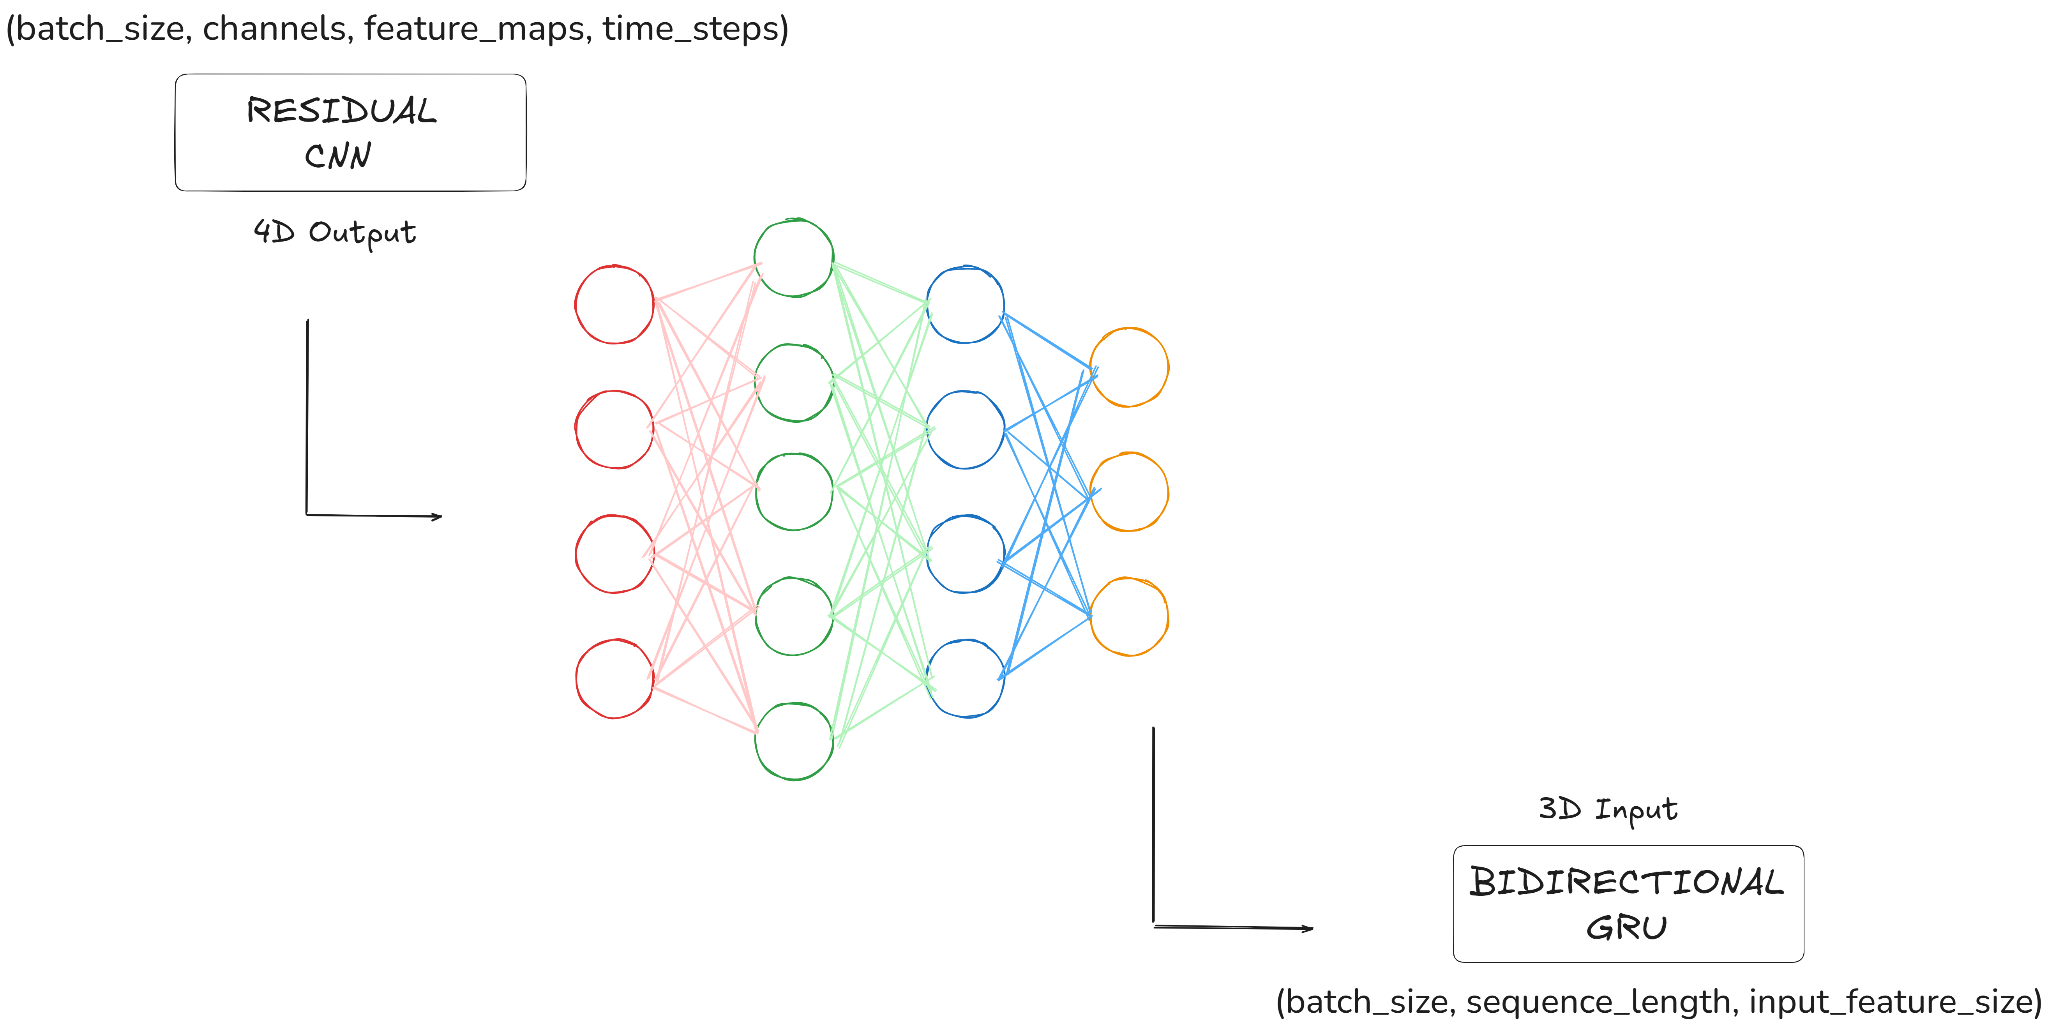 (batch_size, channels, feature_maps, time_steps)
RESIDUAL
CNN
4D Output
3D Input
BIDIRECTIONAL
GRU
(batch_size, sequence_length, input_feature_size)